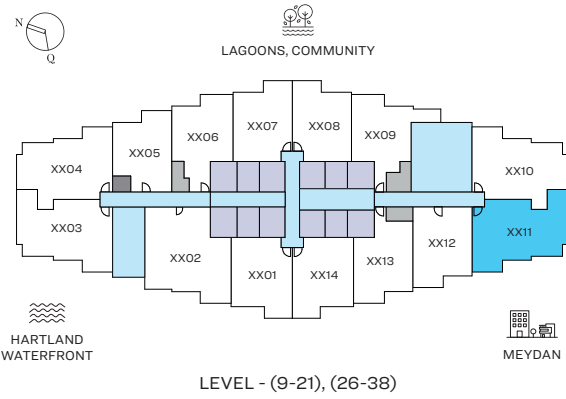 N
Q
LAGOONS, COMMUNITY
XX07
XX08
XX06
XX09
XX05
XX04
XX10
XX03
XX11
XX12
XX02
XX13
XX01
XX14
HARTLAND
WATERFRONT
MEYDAN
LEVEL - (9-21), (26-38)